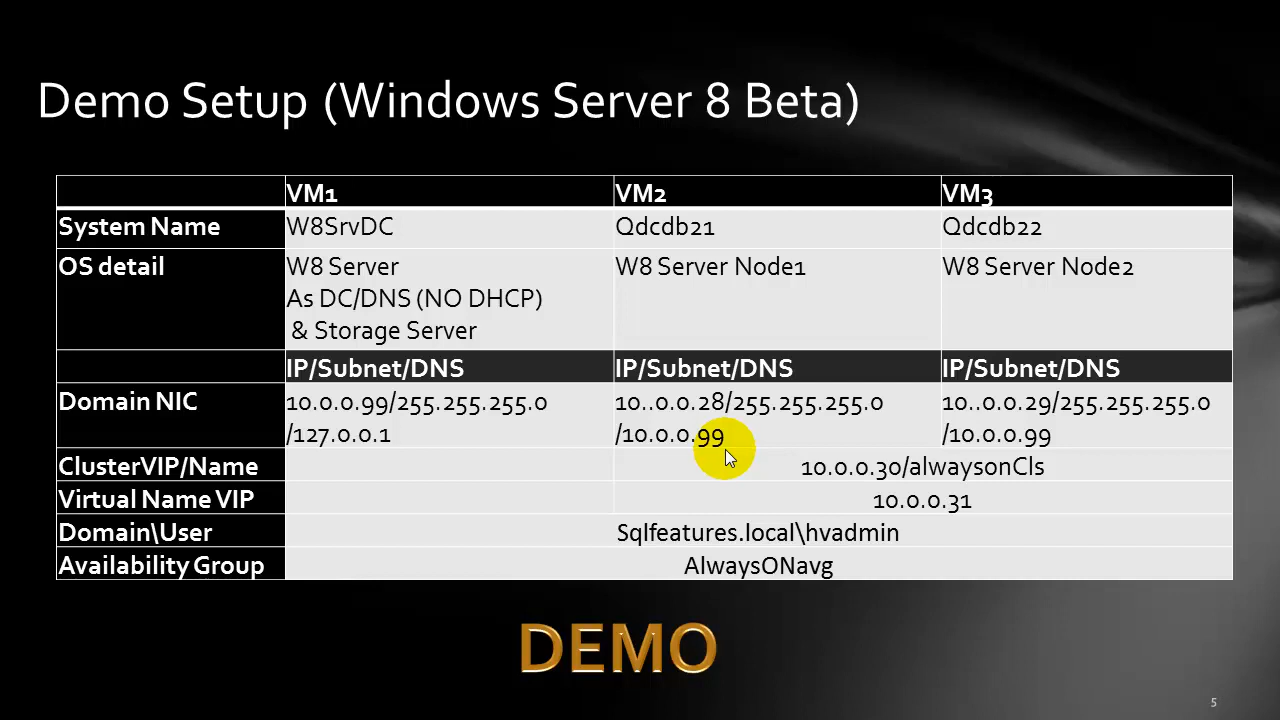 Demo Setup (Windows Server 8 Beta)
VM1 VM2 VM3
System Name W8SrvDC Qdcdb21 Qdcdb22
OS detail W8 Server W8 Server Node1 W8 Server Node2
As DC/DNS (NO DHCP)
& Storage Server
IP/Subnet/DNS IP/Subnet/DNS IP/Subnet/DNS
Domain NIC 10.0.0.99/255.255.255.0 10..0.0.28/255.255.255.0 10..0.0.29/255.255.255.0
/127.0.0.1 /10.0.0.99 /10.0.0.99
ClusterVIP/Name 10.0.0.30/alwaysonCls
Virtual Name VIP 10.0.0.31
Domain\User Sqlfeatures.local\hvadmin
Availability Group AlwaysONavg
DEMO
5